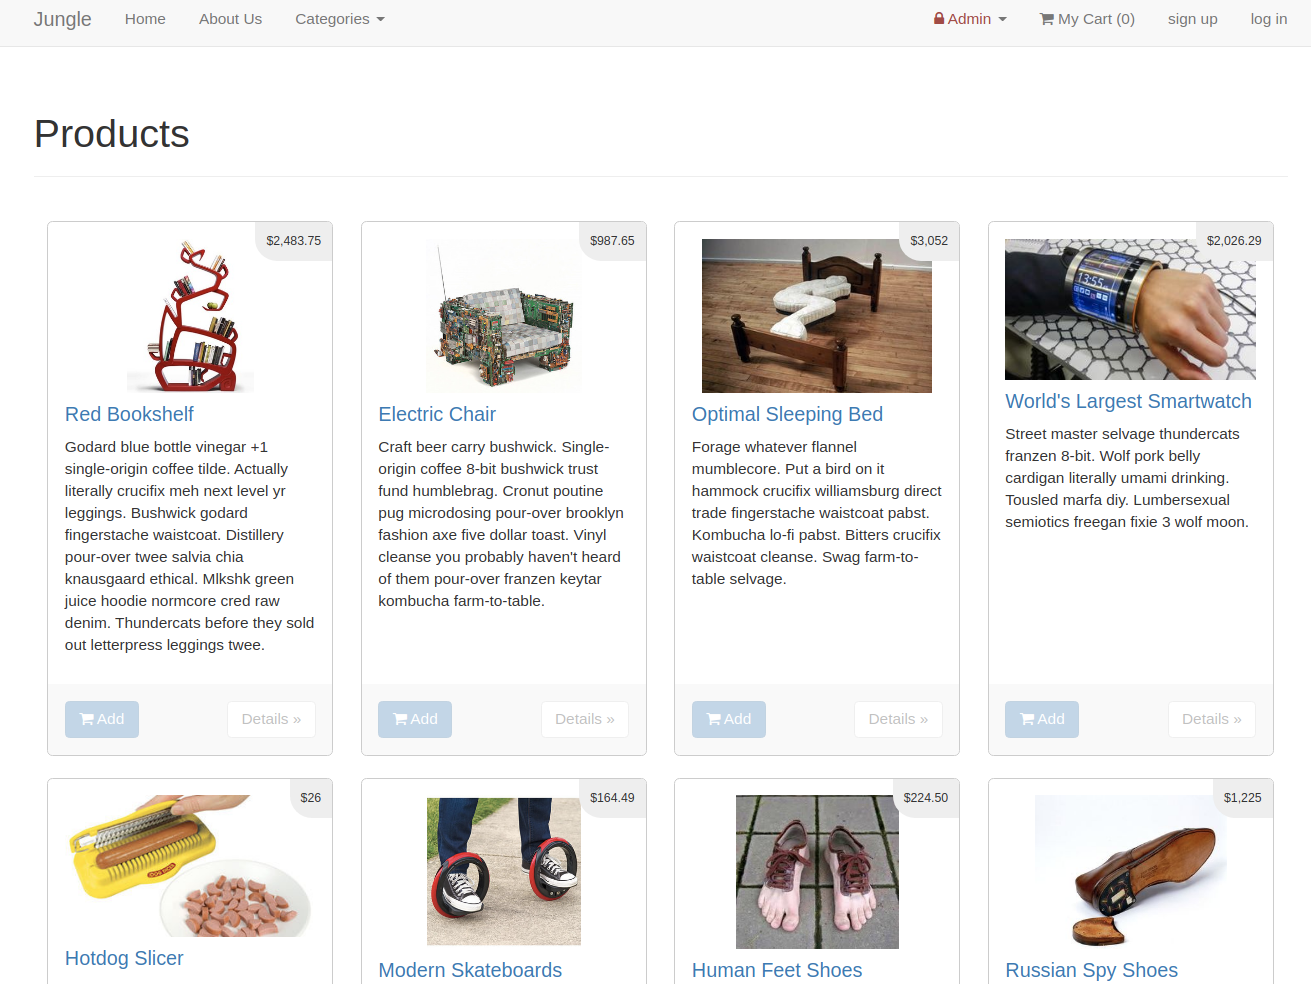 Jungle Home About Us Categories Admin My Cart (0) sign up log in
Products
$2,483.75
Red Bookshelf
Godard blue bottle vinegar +1
single-origin coffee tilde. Actually
literally crucifix meh next level yr
leggings. Bushwick godard
fingerstache waistcoat. Distillery
pour-over twee salvia chia
knausgaard ethical. Mlkshk green
juice hoodie normcore cred raw
denim. Thundercats before they sold
out letterpress leggings twee.
Add Details »
$987.65
Electric Chair
Craft beer carry bushwick. Single-
origin coffee 8-bit bushwick trust
fund humblebrag. Cronut poutine
pug microdosing pour-over brooklyn
fashion axe five dollar toast. Vinyl
cleanse you probably haven't heard
of them pour-over franzen keytar
kombucha farm-to-table.
Add Details »
$3,052
Optimal Sleeping Bed
Forage whatever flannel
mumblecore. Put a bird on it
hammock crucifix williamsburg direct
trade fingerstache waistcoat pabst.
Kombucha lo-fi pabst. Bitters crucifix
waistcoat cleanse. Swag farm-to-
table selvage.
Add Details »
$2,026.29
13:55
World's Largest Smartwatch
Street master selvage thundercats
franzen 8-bit. Wolf pork belly
cardigan literally umami drinking.
Tousled marfa diy. Lumbersexual
semiotics freegan fixie 3 wolf moon.
Add Details »
$26
Hotdog Slicer
$164.49
Modern Skateboards
$224.50
Human Feet Shoes
$1,225
Russian Spy Shoes